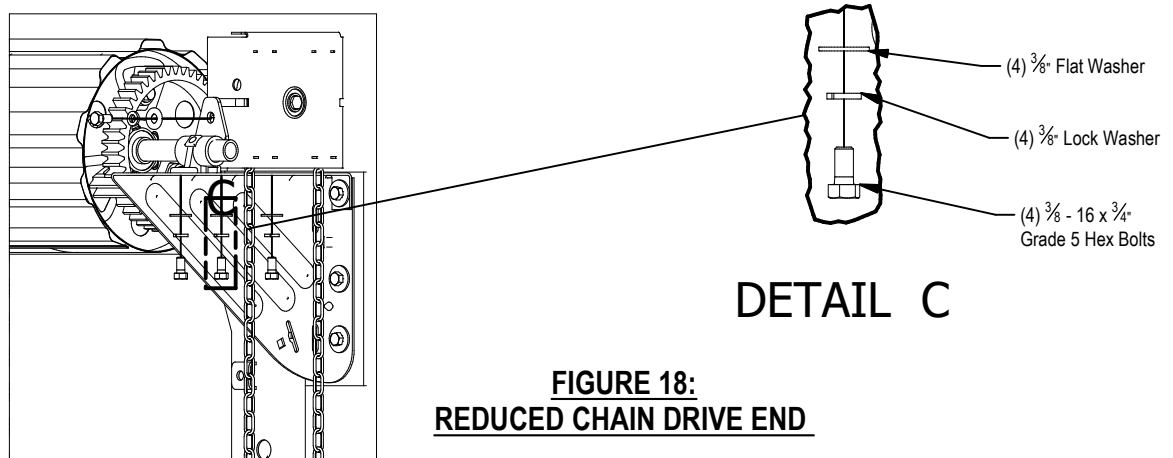 C
(4) ⅜" Flat Washer
(4) ⅜" Lock Washer
(4) ⅜ - 16 x ¾"
Grade 5 Hex Bolts
DETAIL C
FIGURE 18:
REDUCED CHAIN DRIVE END